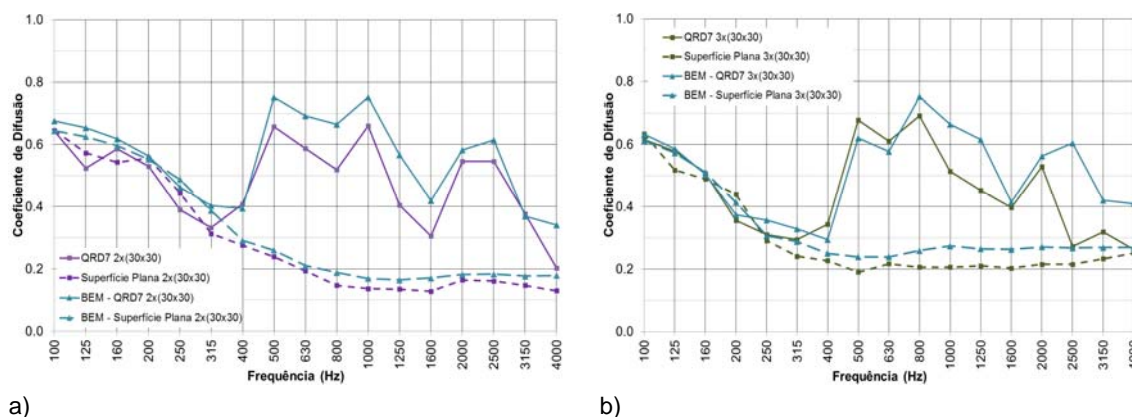 1.0
0.8
0.6
0.4
0.2
0.0
Coeficiente de Difusão
QRD7 2x(30x30)
Superfície Plana 2x(30x30)
BEM - QRD7 2x(30x30)
BEM - Superfície Plana 2x(30x30)
100 125 160 200 250 315 400 500 630 800 1000 1250 1600 2000 2500 3150 4000
Frequência (Hz)
a)
1.0
0.8
0.6
0.4
0.2
0.0
Coeficiente de Difusão
QRD7 3x(30x30)
Superfície Plana 3x(30x30)
BEM - QRD7 3x(30x30)
BEM - Superfície Plana 3x(30x30)
100 125 160 200 250 315 400 500 630 800 1000 1250 1600 2000 2500 3150 4000
Frequência (Hz)
b)